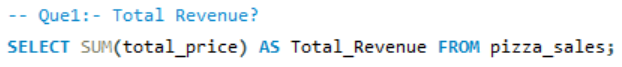 -- Que1:- Total Revenue?
SELECT SUM(total_price) AS Total_Revenue FROM pizza_sales;